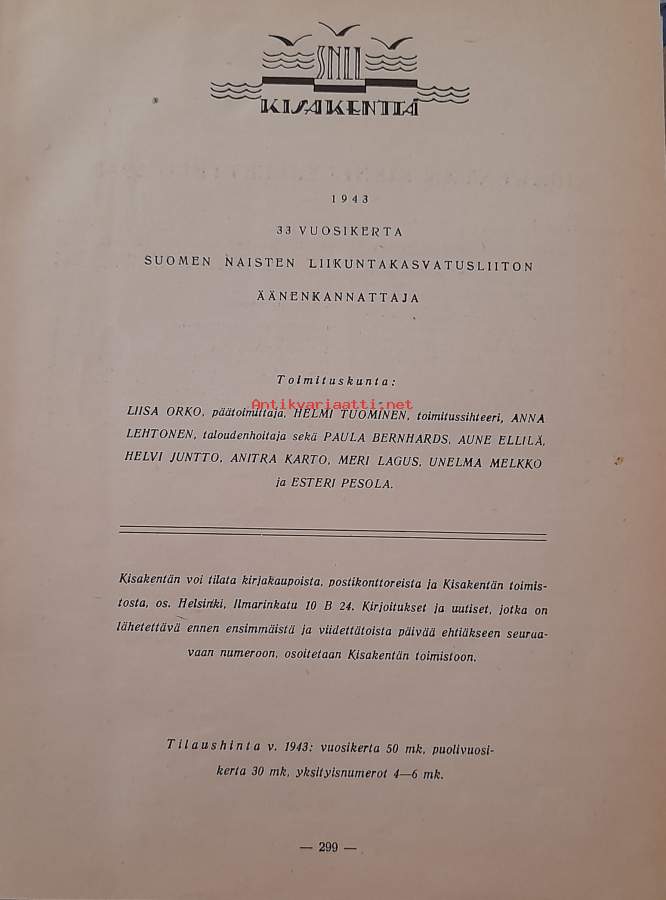 SNLL
KISAKENTTÄ
1943
33 VUOSIKERTA
SUOMEN NAISTEN LIIKUNTAKASVATUSLIITON
ÄÄNENKANNATTAJA
Toimituskunta:
Antikvariaatti.net
LIISA ORKO, päätoimittaja, HELMI TUOMINEN, toimitussihteeri, ANNA
LEHTONEN, taloudenhoitaja sekä PAULA BERNHARDS, AUNE ELLILÄ,
HELVI JUNTTO, ANITRA KARTO, MERI LAGUS, UNELMA MELKKO
ja ESTERI PESOLA.
Kisakentän voi tilata kirjakaupoista, postikonttoreista ja Kisakentän toimis-
tosta, os. Helsinki, Ilmarinkatu 10 B 24. Kirjoitukset ja uutiset, jotka on
lähetettävä ennen ensimmäistä ja viidettätoista päivää ehtiäkseen seuraa-
vaan numeroon, osoitetaan Kisakentän toimistoon.
Tilaushinta v. 1943: vuosikerta 50 mk, puolivuosi-
kerta 30 mk, yksityisnumerot 4—6 mk.
— 299 —